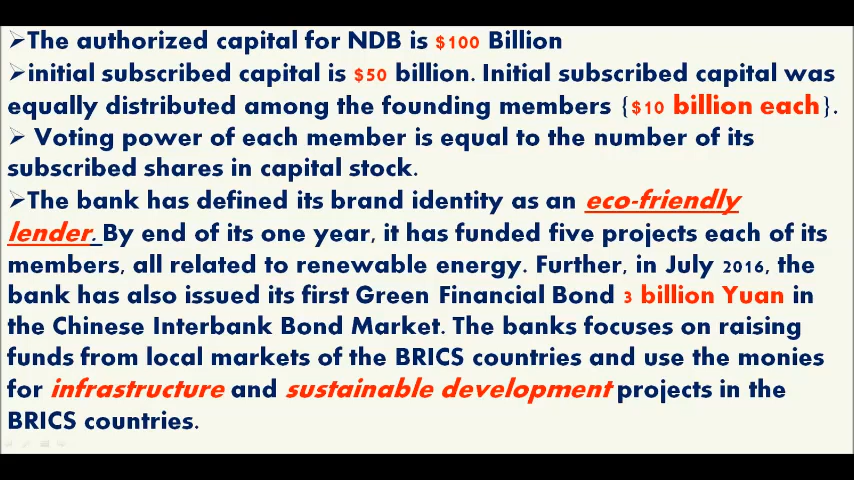 ➢The authorized capital for NDB is $100 Billion
➢initial subscribed capital is $50 billion. Initial subscribed capital was
equally distributed among the founding members {$10 billion each}.
➢ Voting power of each member is equal to the number of its
subscribed shares in capital stock.
➢The bank has defined its brand identity as an eco-friendly
lender. By end of its one year, it has funded five projects each of its
members, all related to renewable energy. Further, in July 2016, the
bank has also issued its first Green Financial Bond 3 billion Yuan in
the Chinese Interbank Bond Market. The banks focuses on raising
funds from local markets of the BRICS countries and use the monies
for infrastructure and sustainable development projects in the
BRICS countries.